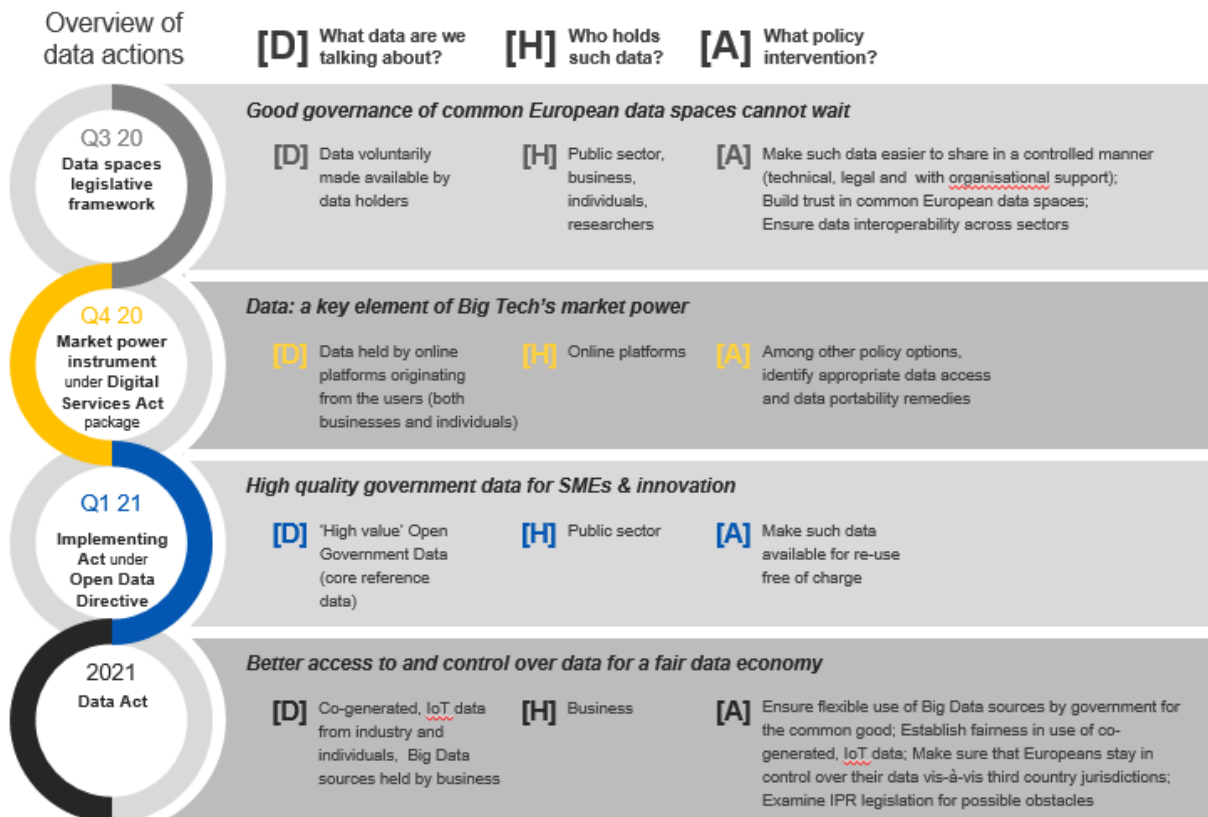 Overview of
data actions
[D] What data are we
talking about?
[H] Who holds
such data?
[A] What policy
intervention?
Q3 20
Data spaces
legislative
framework
Good governance of common European data spaces cannot wait
[D] Data voluntarily
made available by
data holders
[H] Public sector,
business,
individuals,
researchers
[A] Make such data easier to share in a controlled manner
(technical, legal and with organisational support);
Build trust in common European data spaces;
Ensure data interoperability across sectors
Q4 20
Market power
instrument
under Digital
Services Act
package
Data: a key element of Big Tech's market power
[D] Data held by online
platforms originating
from the users (both
businesses and individuals)
[H] Online platforms
[A] Among other policy options,
identify appropriate data access
and data portability remedies
Q1 21
Implementing
Act under
Open Data
Directive
High quality government data for SMEs & innovation
[D] 'High value' Open
Government Data
(core reference
data)
[H] Public sector
[A] Make such data
available for re-use
free of charge
2021
Data Act
Better access to and control over data for a fair data economy
[D] Co-generated, IoT data
from industry and
individuals, Big Data
sources held by business
[H] Business
[A] Ensure flexible use of Big Data sources by government for
the common good; Establish fairness in use of co-
generated, IoT data; Make sure that Europeans stay in
control over their data vis-à-vis third country jurisdictions;
Examine IPR legislation for possible obstacles